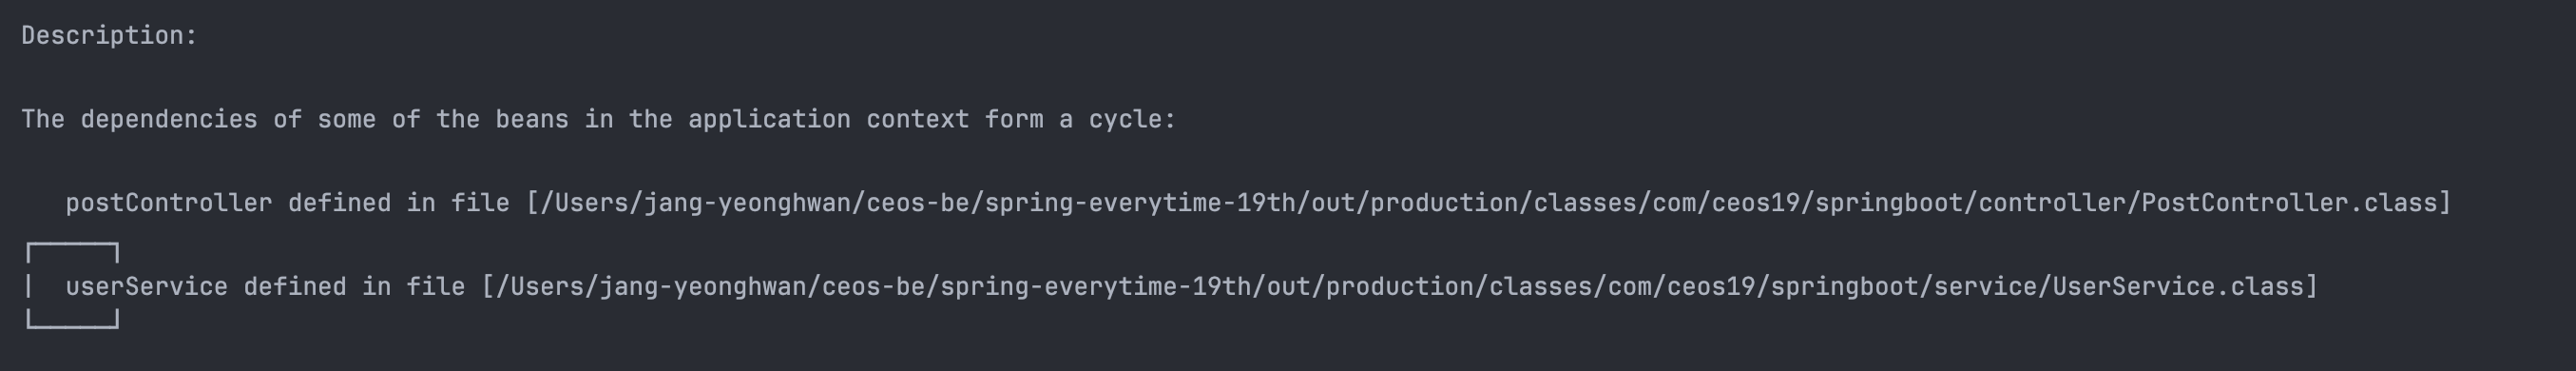 Description:
The dependencies of some of the beans in the application context form a cycle:
postController defined in file [/Users/jang-yeonghwan/ceos-be/spring-everytime-19th/out/production/classes/com/ceos19/springboot/controller/PostController.class]
┌─────┐
|  userService defined in file [/Users/jang-yeonghwan/ceos-be/spring-everytime-19th/out/production/classes/com/ceos19/springboot/service/UserService.class]
└─────┘